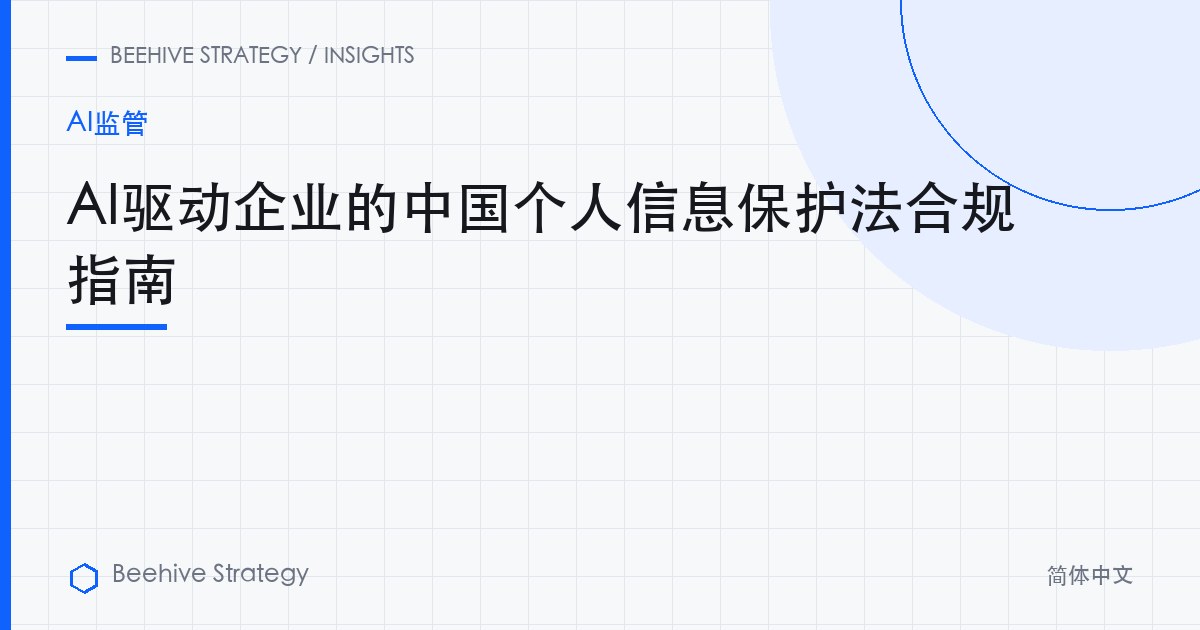 BEEHIVE STRATEGY / INSIGHTS
AI监管
AI驱动企业的中国个人信息保护法合规
指南
Beehive Strategy
简体中文